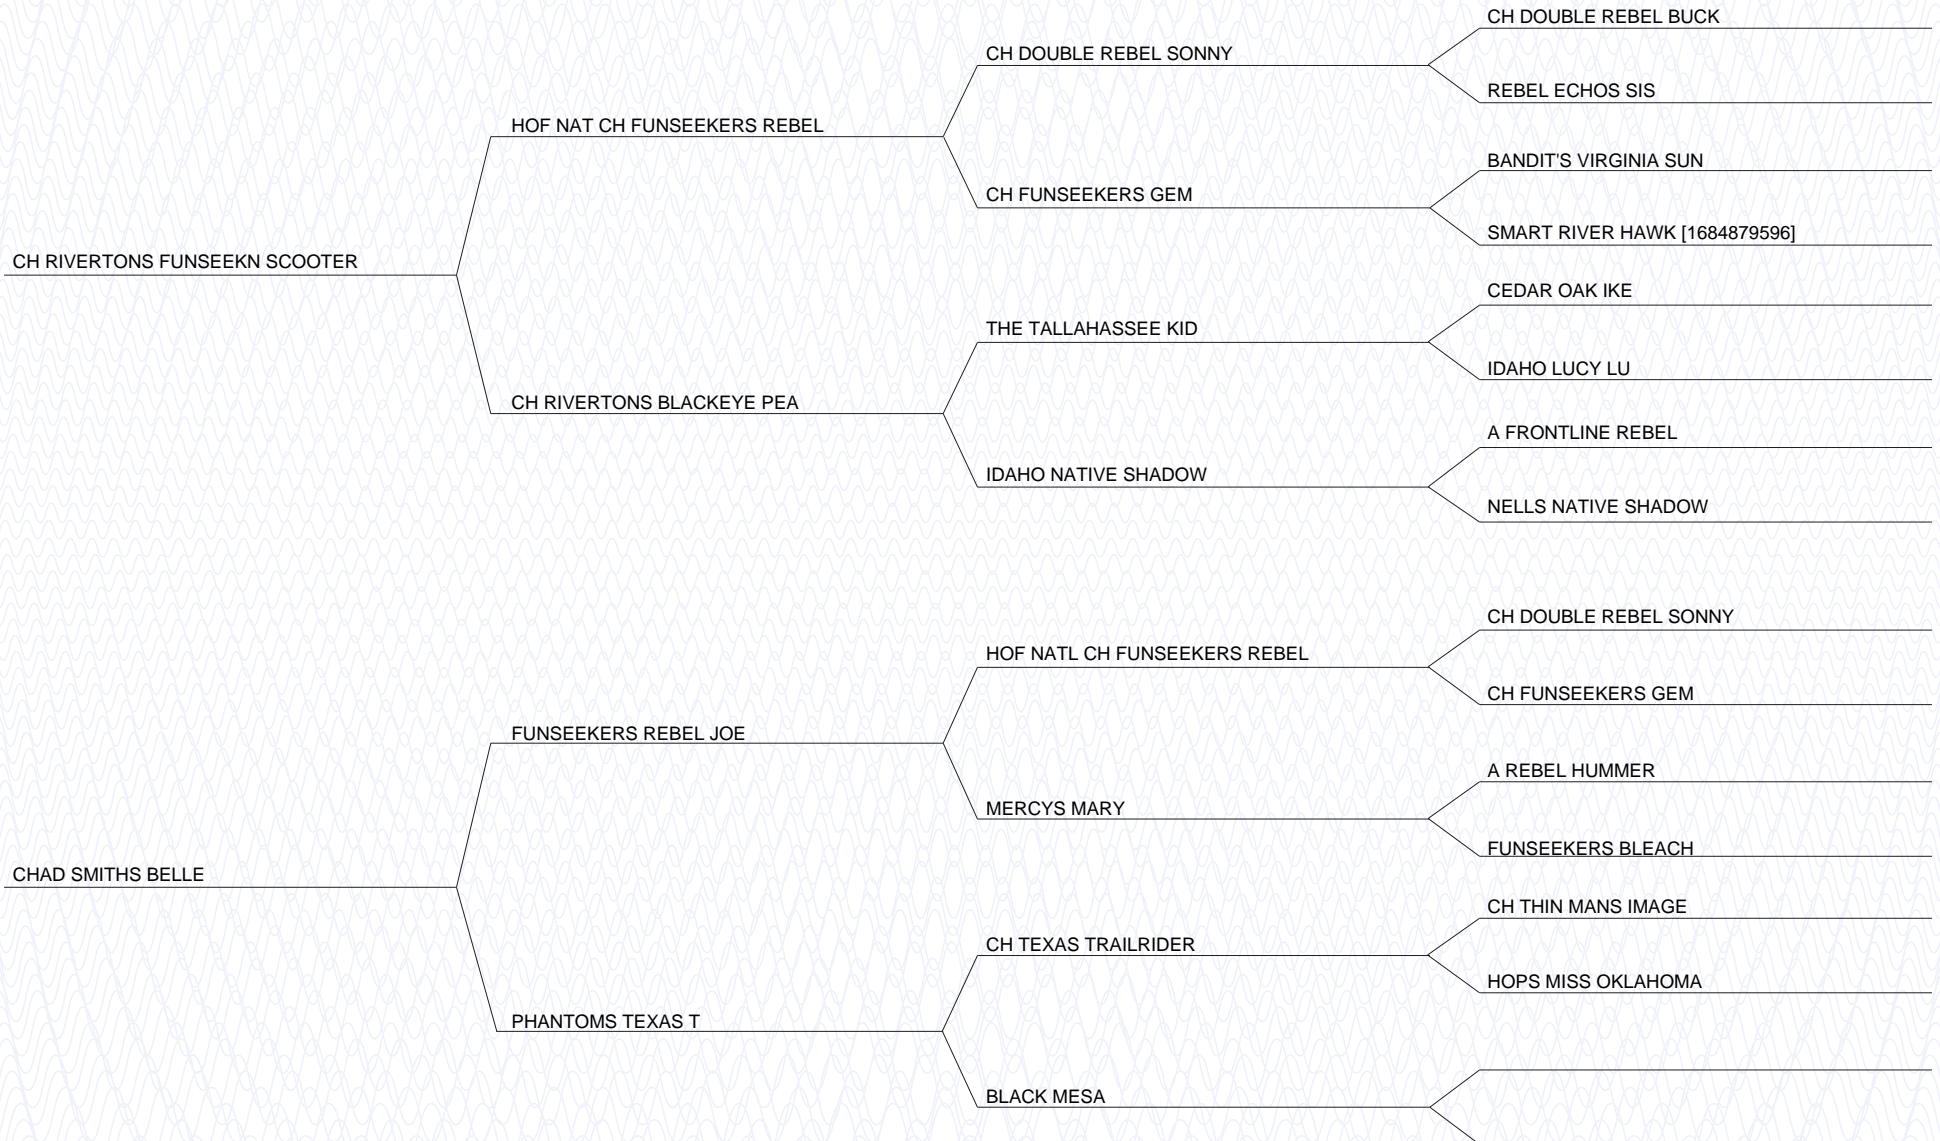 CH DOUBLE REBEL BUCK
CH DOUBLE REBEL SONNY
REBEL ECHOS SIS
HOF NAT CH FUNSEEKERS REBEL
BANDIT'S VIRGINIA SUN
CH FUNSEEKERS GEM
SMART RIVER HAWK [1684879596]
CH RIVERTONS FUNSEEKN SCOOTER
CEDAR OAK IKE
THE TALLAHASSEE KID
IDAHO LUCY LU
CH RIVERTONS BLACKEYE PEA
A FRONTLINE REBEL
IDAHO NATIVE SHADOW
NELLS NATIVE SHADOW
CH DOUBLE REBEL SONNY
HOF NATL CH FUNSEEKERS REBEL
CH FUNSEEKERS GEM
FUNSEEKERS REBEL JOE
A REBEL HUMMER
MERCYS MARY
FUNSEEKERS BLEACH
CHAD SMITHS BELLE
CH THIN MANS IMAGE
CH TEXAS TRAILRIDER
HOPS MISS OKLAHOMA
PHANTOMS TEXAS T
BLACK MESA